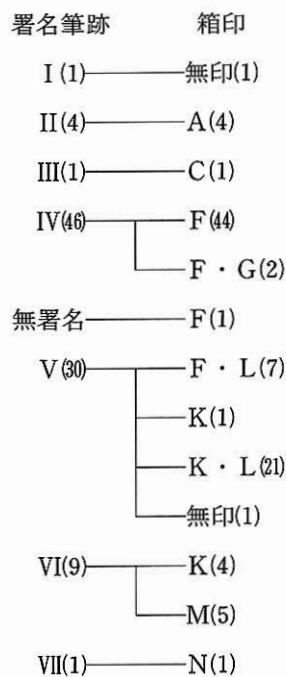 署名筆跡 箱印
I(1) 無印(1)
II(4) A(4)
III(1) C(1)
IV(46) F(44)
F・G(2)
無署名 F(1)
V(30) F・L(7)
K(1)
K・L(21)
無印(1)
VI(9) K(4)
M(5)
VII(1) N(1)